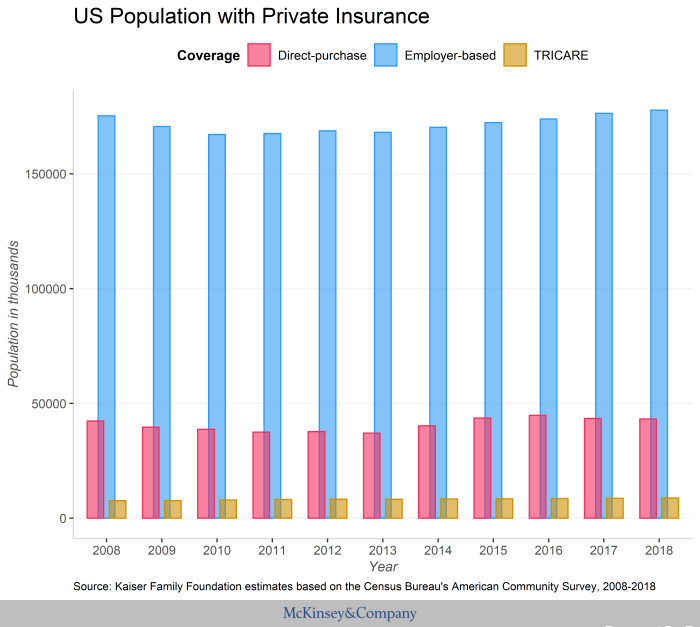 US Population with Private Insurance
Coverage Direct-purchase Employer-based TRICARE
Population in thousands
150000
100000
50000
0
2008 2009 2010 2011 2012 2013 2014 2015 2016 2017 2018
Year
Source: Kaiser Family Foundation estimates based on the Census Bureau's American Community Survey, 2008-2018
McKinsey&Company